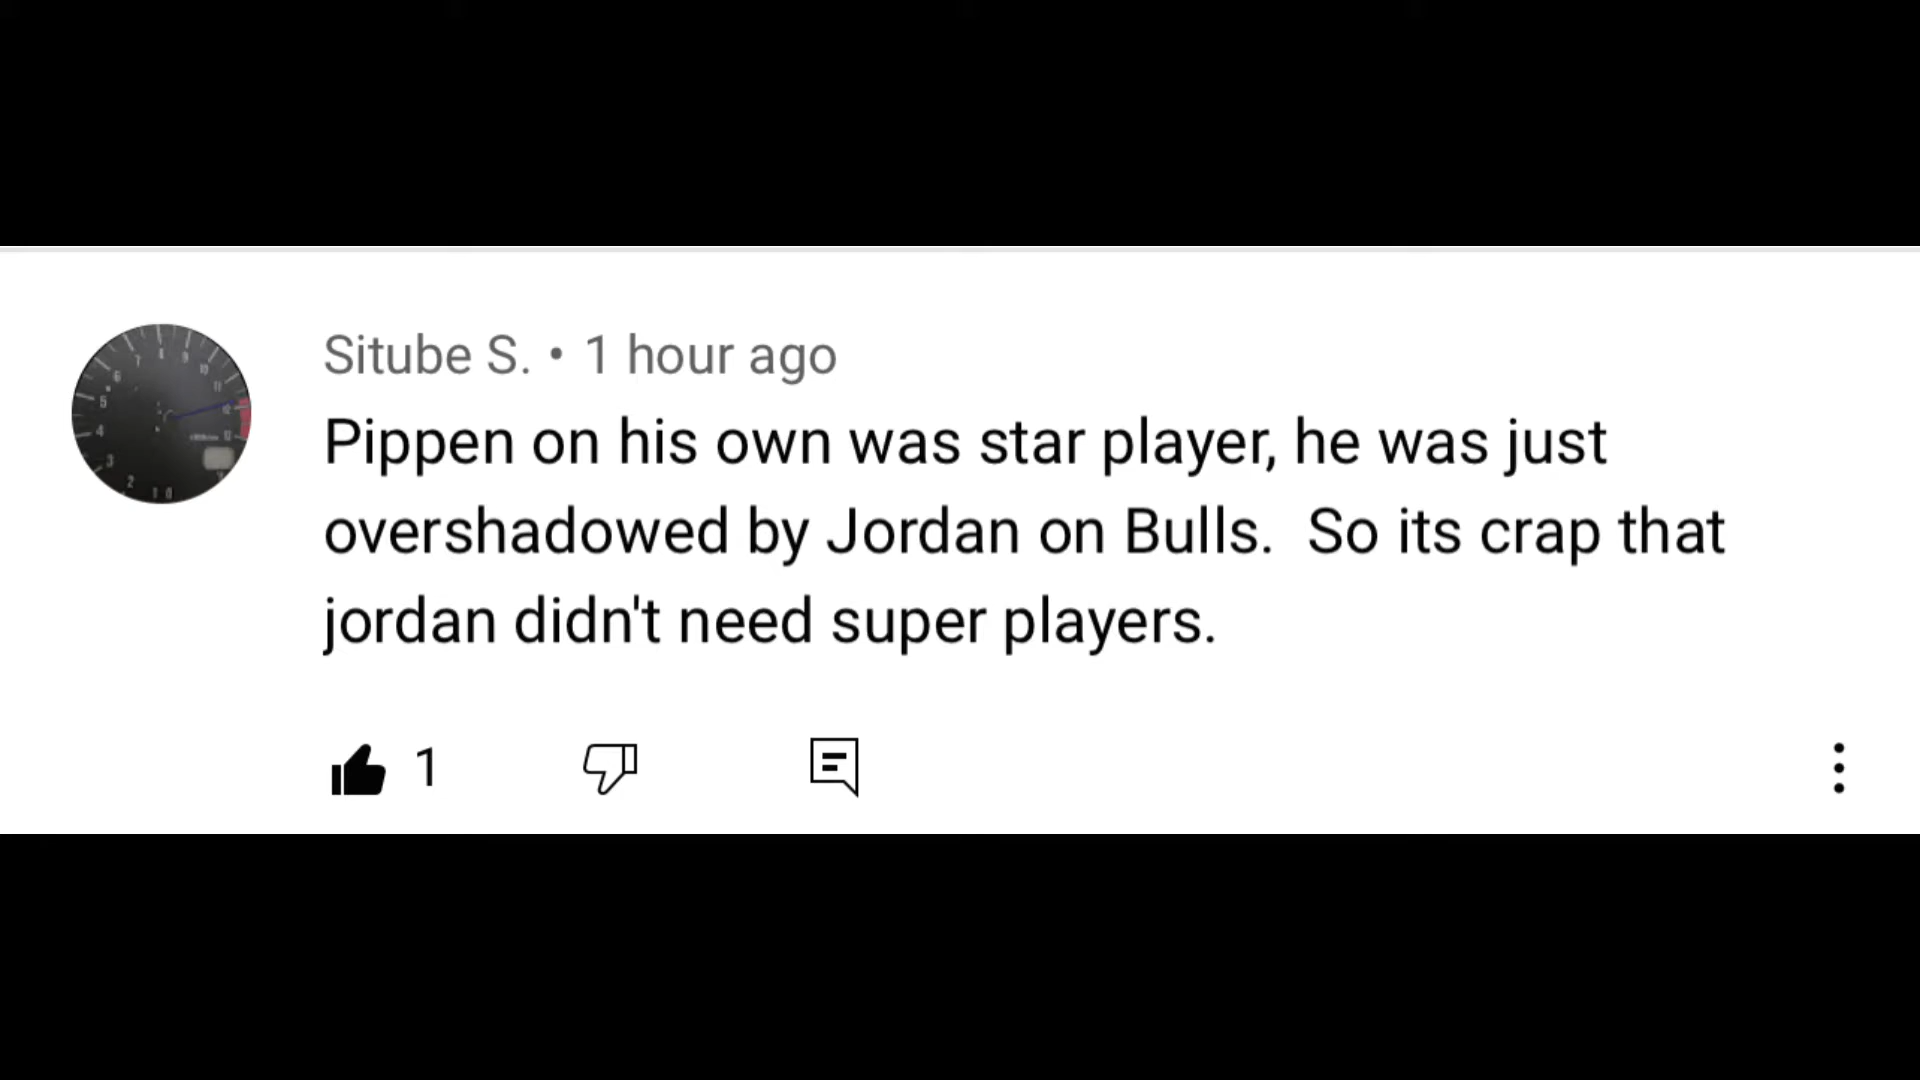 Sitube S. • 1 hour ago
Pippen on his own was star player, he was just
overshadowed by Jordan on Bulls.  So its crap that
jordan didn't need super players.
1